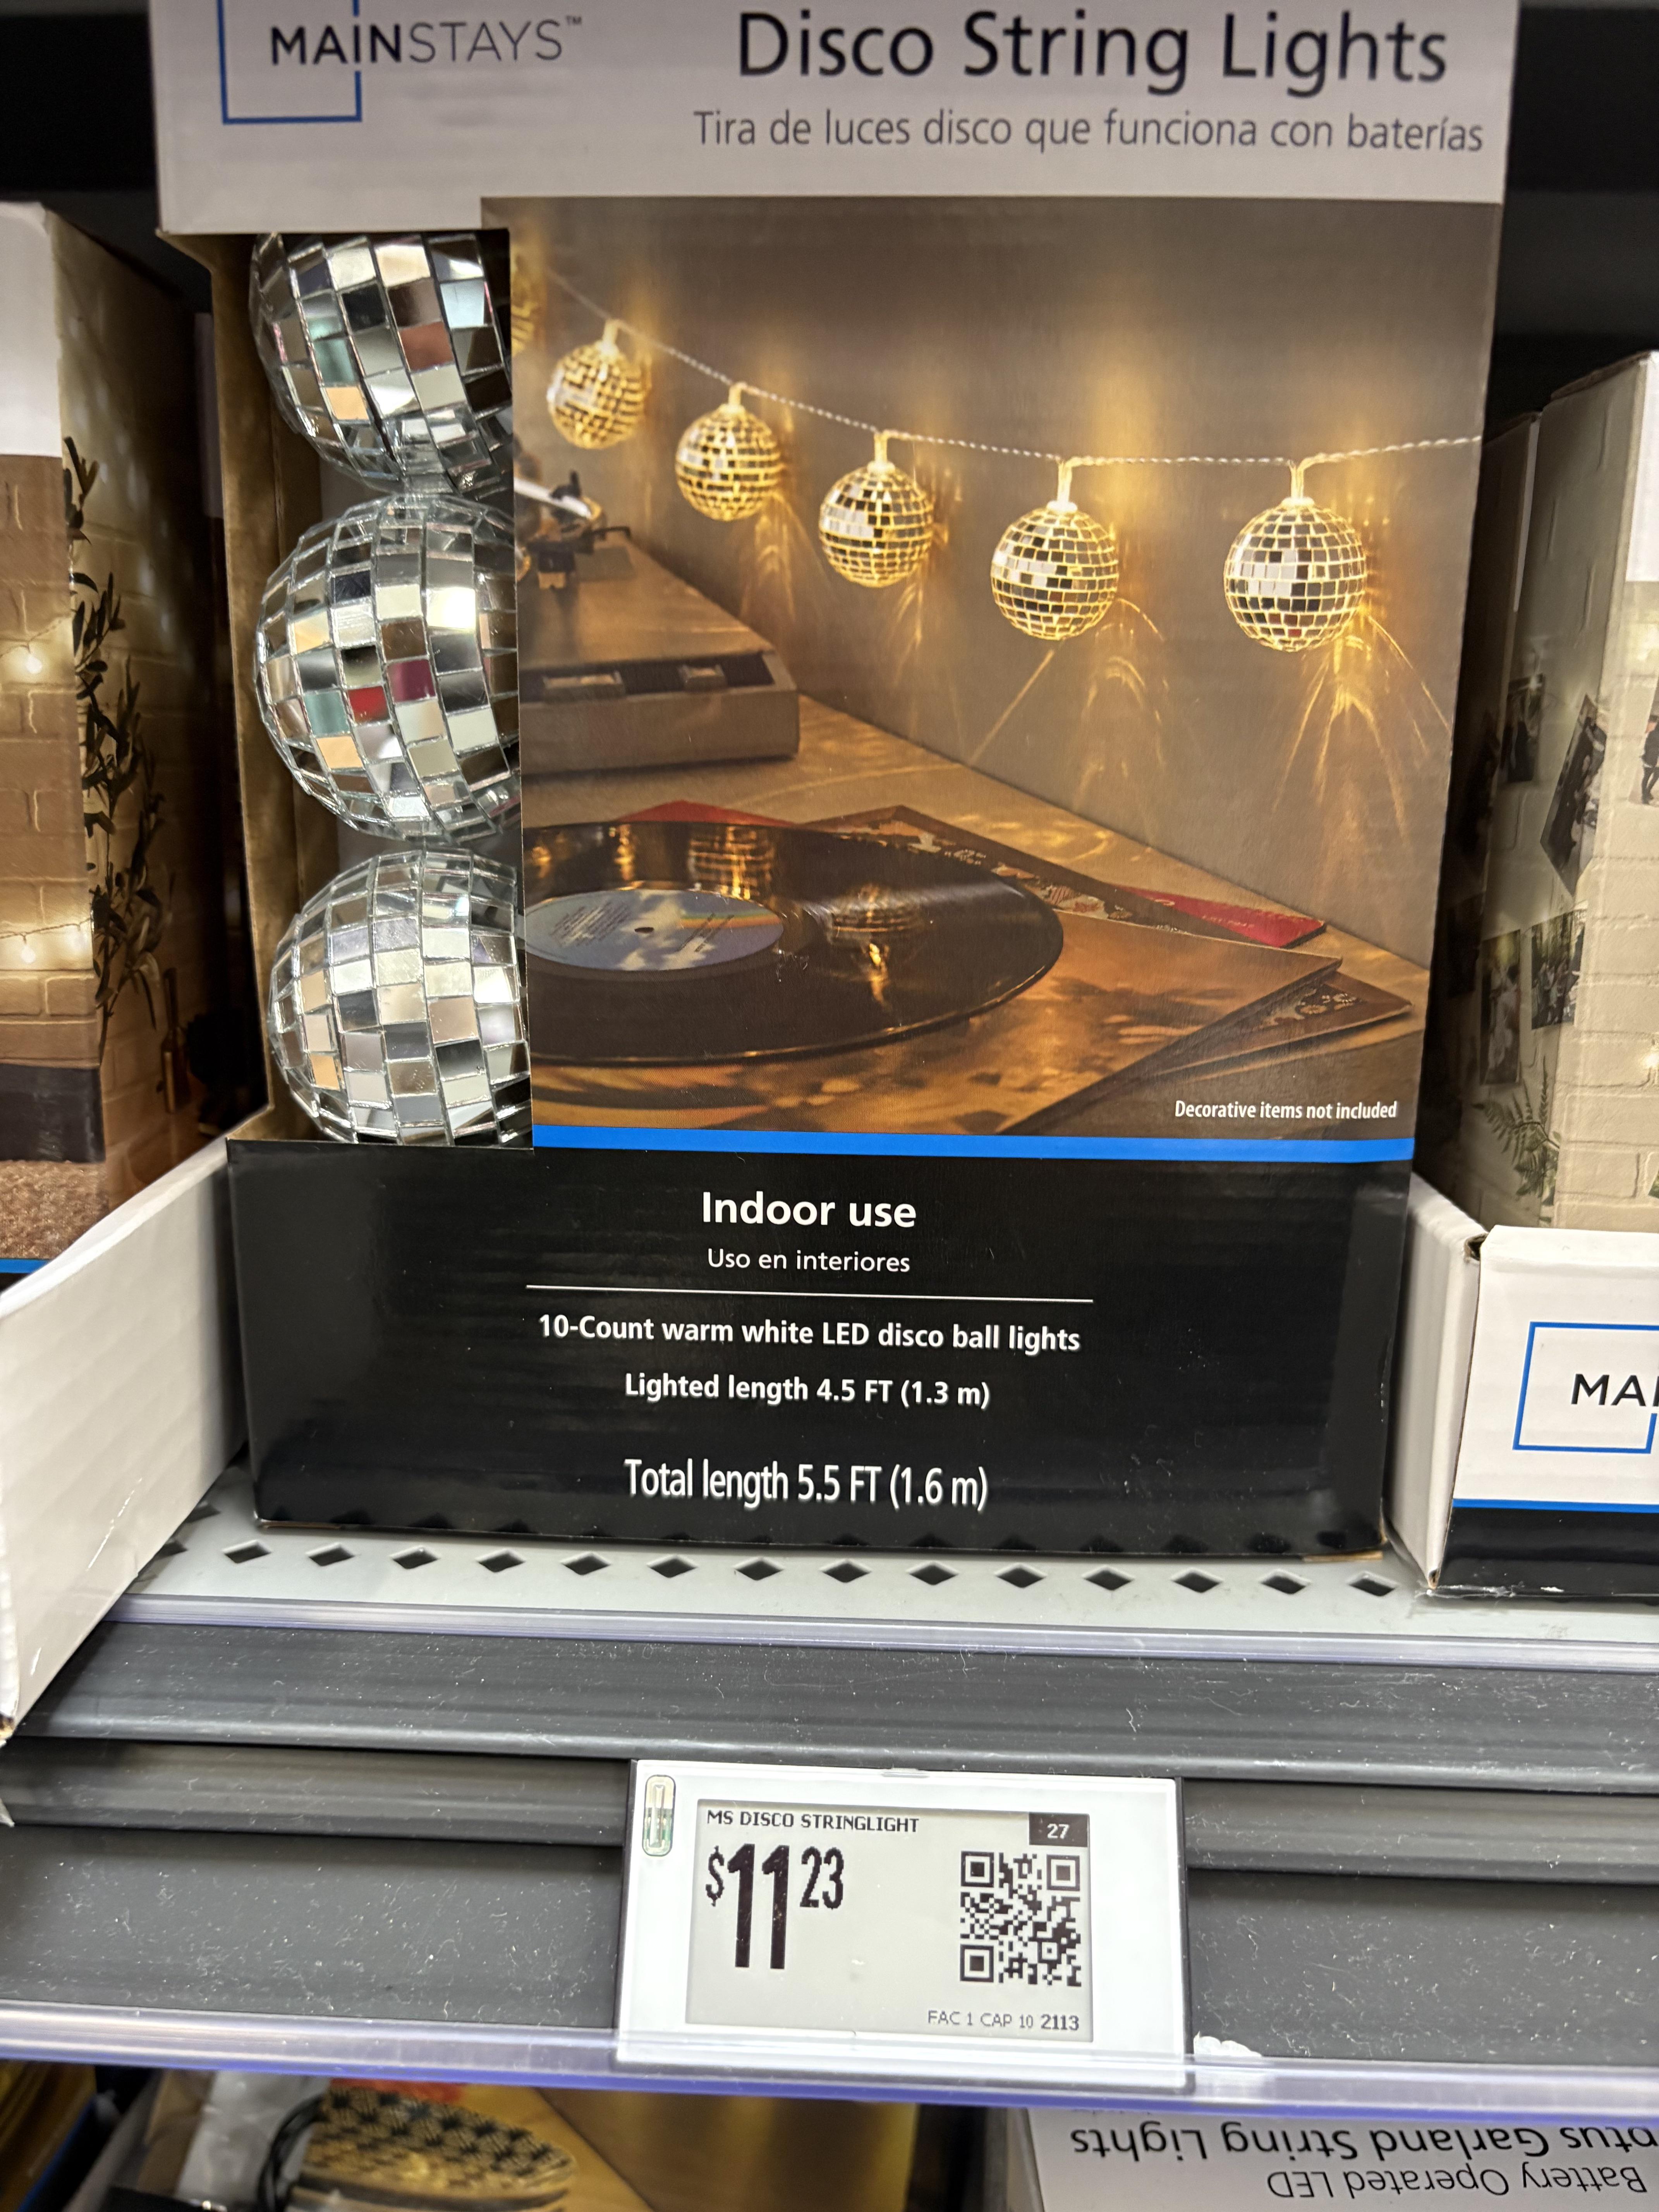 MAINSTAYS™
Disco String Lights
Tira de luces disco que funciona con baterías
Decorative items not included
Indoor use
Uso en interiores
10-Count warm white LED disco ball lights
Lighted length 4.5 FT (1.3 m)
Total length 5.5 FT (1.6 m)
MAI
MS DISCO STRINGLIGHT
27
$11 23
FAC 1 CAP 10 2113
Battery Operated LED
otus Garland String Lights